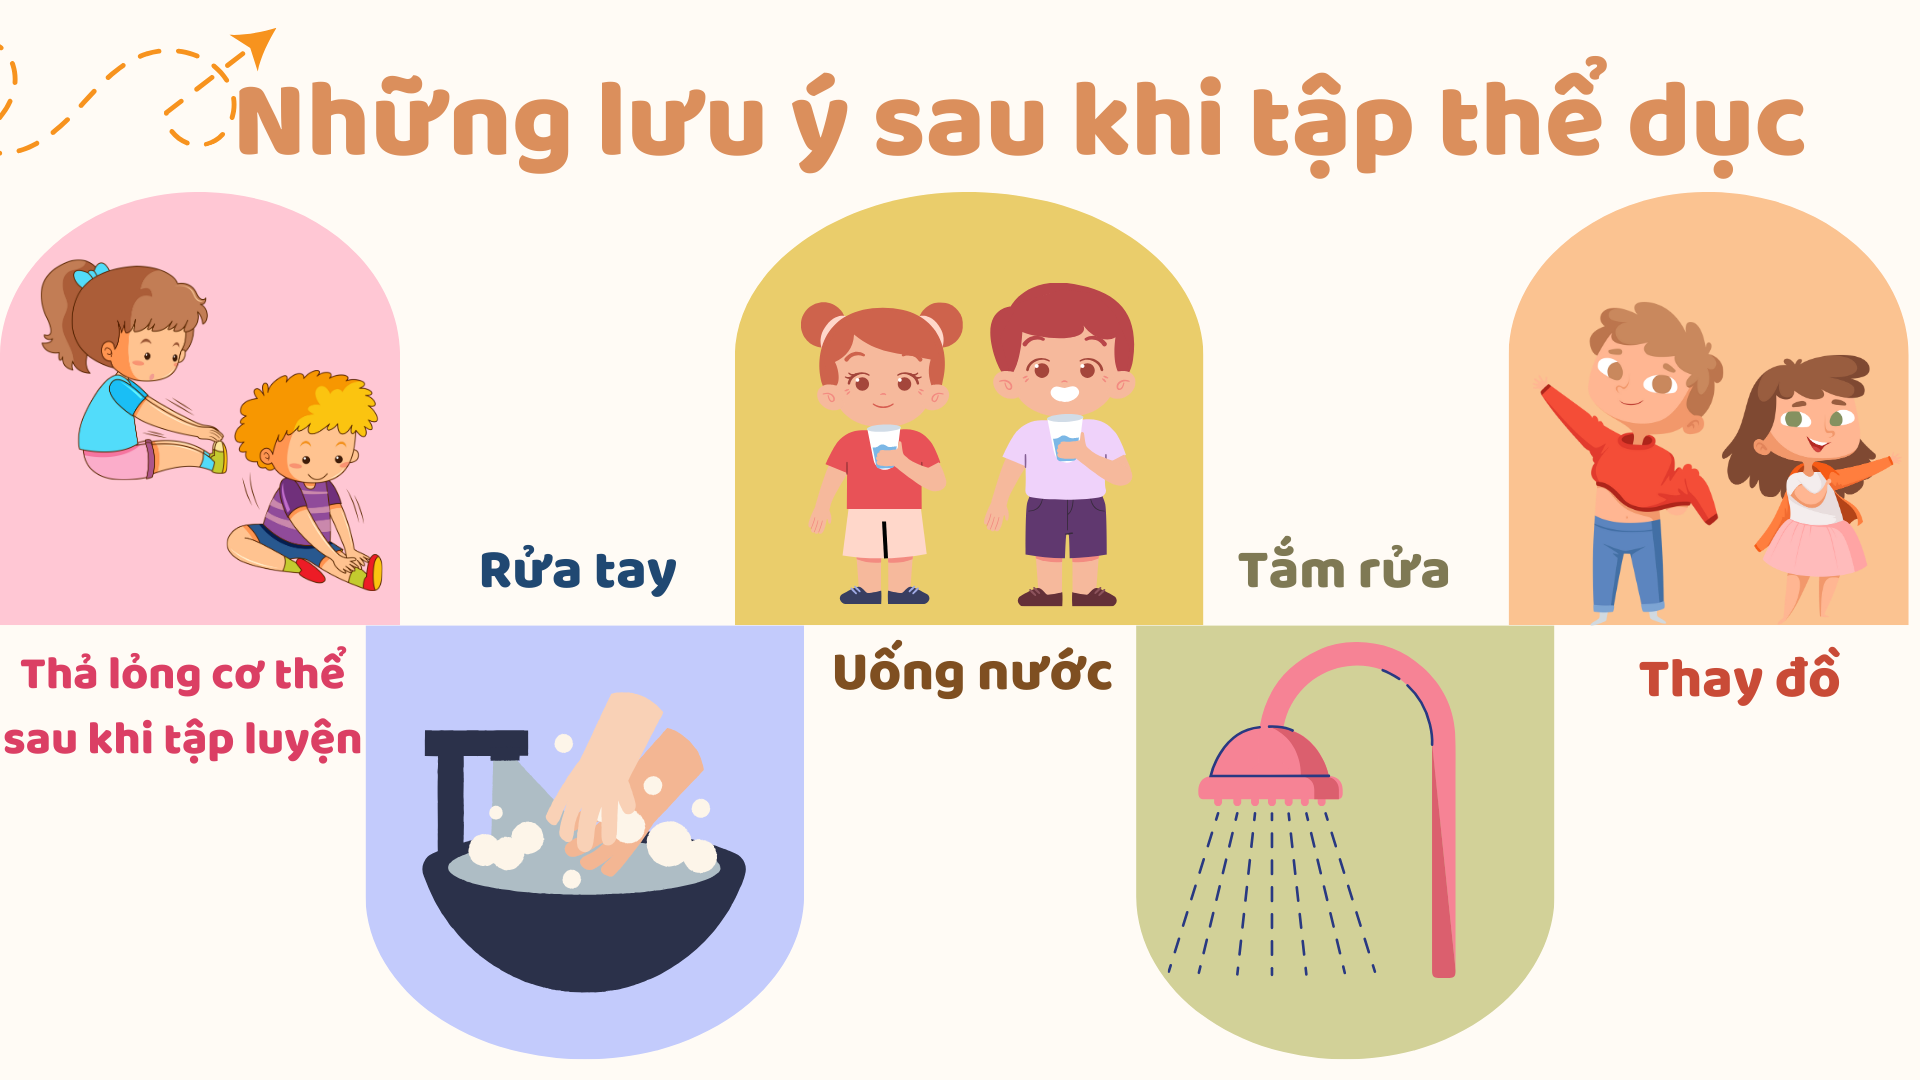 Những lưu ý sau khi tập thể dục
Thả lỏng cơ thể
sau khi tập luyện
Rửa tay
Uống nước
Tắm rửa
Thay đồ